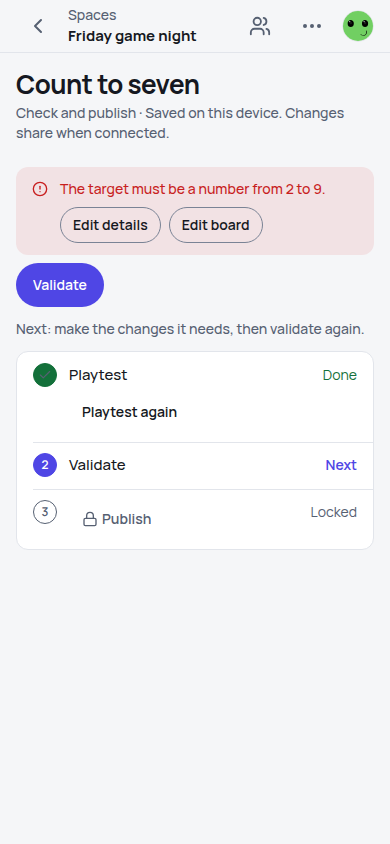 Spaces
Friday game night
Count to seven
Check and publish · Saved on this device. Changes
share when connected.
The target must be a number from 2 to 9.
Edit details
Edit board
Validate
Next: make the changes it needs, then validate again.
Playtest
Done
Playtest again
2
Validate
Next
3
Publish
Locked